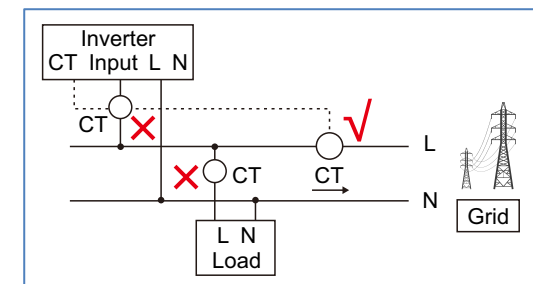 Inverter
CT Input L N
CT
L
CT
CT
N
Grid
L N
Load